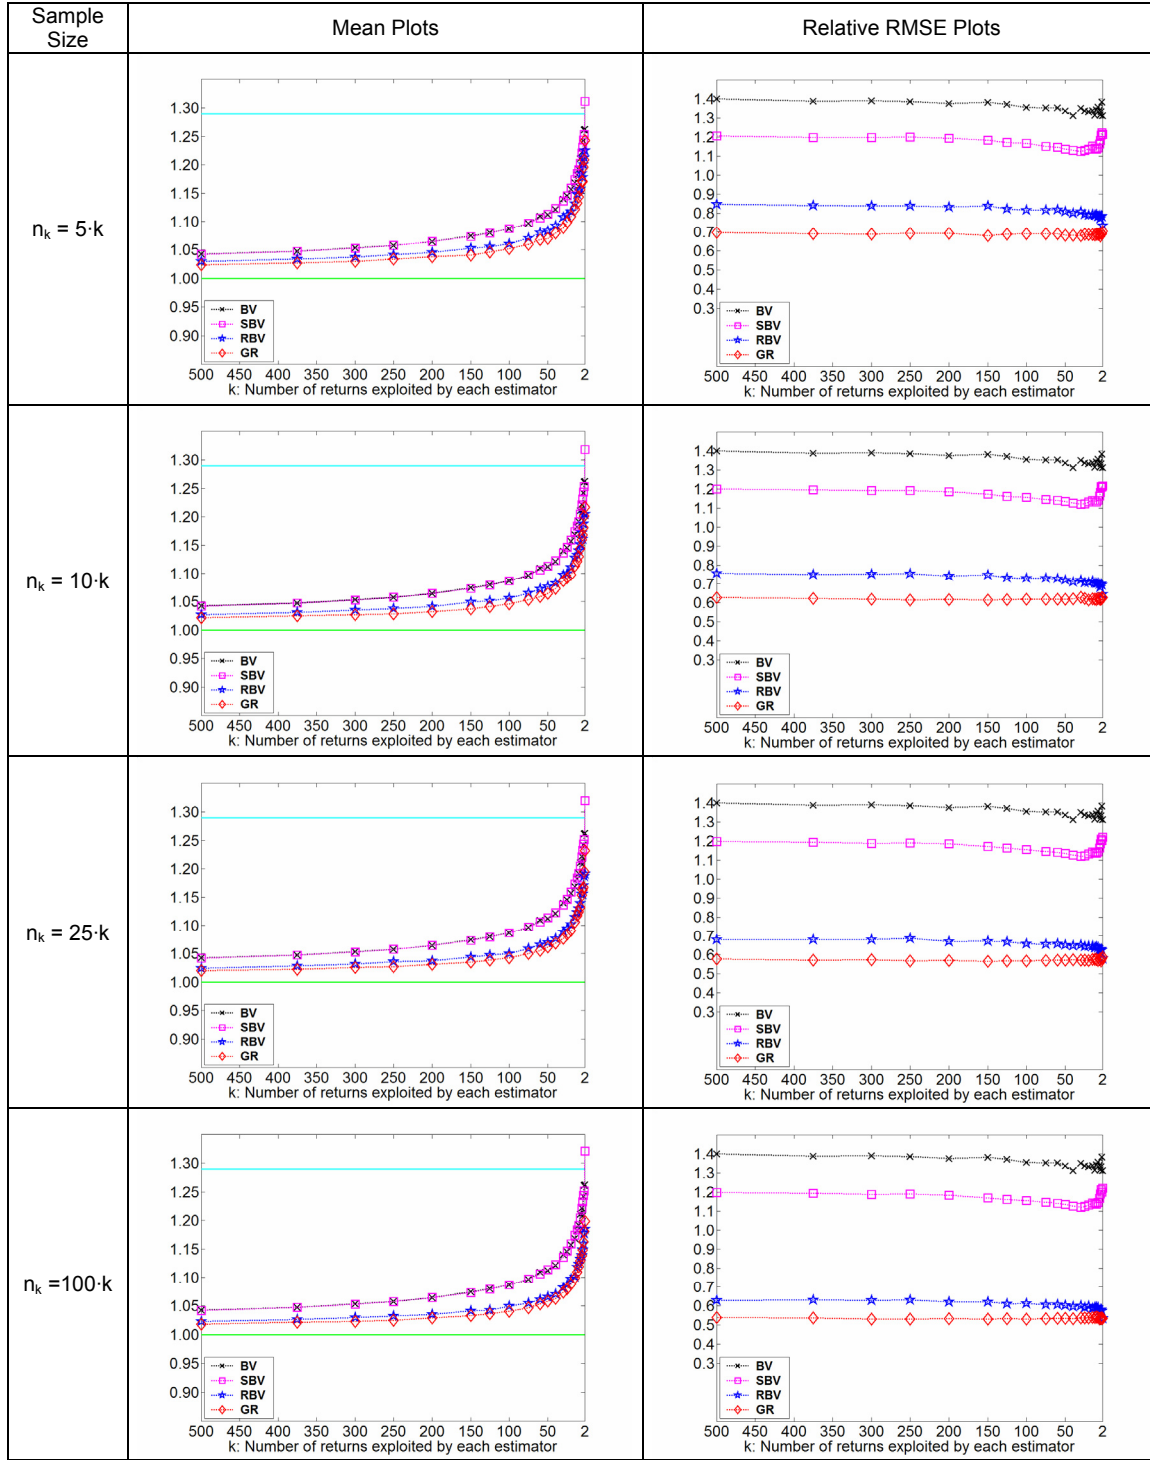 Sample Size
Mean Plots
Relative RMSE Plots
n_k = 5·k
1.30
1.25
1.20
1.15
1.10
1.05
1.00
0.95
0.90
BV
SBV
RBV
GR
500 450 400 350 300 250 200 150 100 50 2
k: Number of returns exploited by each estimator
1.4
1.3
1.2
1.1
1.0
0.9
0.8
0.7
0.6
0.5
0.4
0.3
BV
SBV
RBV
GR
500 450 400 350 300 250 200 150 100 50 2
k: Number of returns exploited by each estimator
n_k = 10·k
1.30
1.25
1.20
1.15
1.10
1.05
1.00
0.95
0.90
BV
SBV
RBV
GR
500 450 400 350 300 250 200 150 100 50 2
k: Number of returns exploited by each estimator
1.4
1.3
1.2
1.1
1.0
0.9
0.8
0.7
0.6
0.5
0.4
0.3
BV
SBV
RBV
GR
500 450 400 350 300 250 200 150 100 50 2
k: Number of returns exploited by each estimator
n_k = 25·k
1.30
1.25
1.20
1.15
1.10
1.05
1.00
0.95
0.90
BV
SBV
RBV
GR
500 450 400 350 300 250 200 150 100 50 2
k: Number of returns exploited by each estimator
1.4
1.3
1.2
1.1
1.0
0.9
0.8
0.7
0.6
0.5
0.4
0.3
BV
SBV
RBV
GR
500 450 400 350 300 250 200 150 100 50 2
k: Number of returns exploited by each estimator
n_k =100·k
1.30
1.25
1.20
1.15
1.10
1.05
1.00
0.95
0.90
BV
SBV
RBV
GR
500 450 400 350 300 250 200 150 100 50 2
k: Number of returns exploited by each estimator
1.4
1.3
1.2
1.1
1.0
0.9
0.8
0.7
0.6
0.5
0.4
0.3
BV
SBV
RBV
GR
500 450 400 350 300 250 200 150 100 50 2
k: Number of returns exploited by each estimator